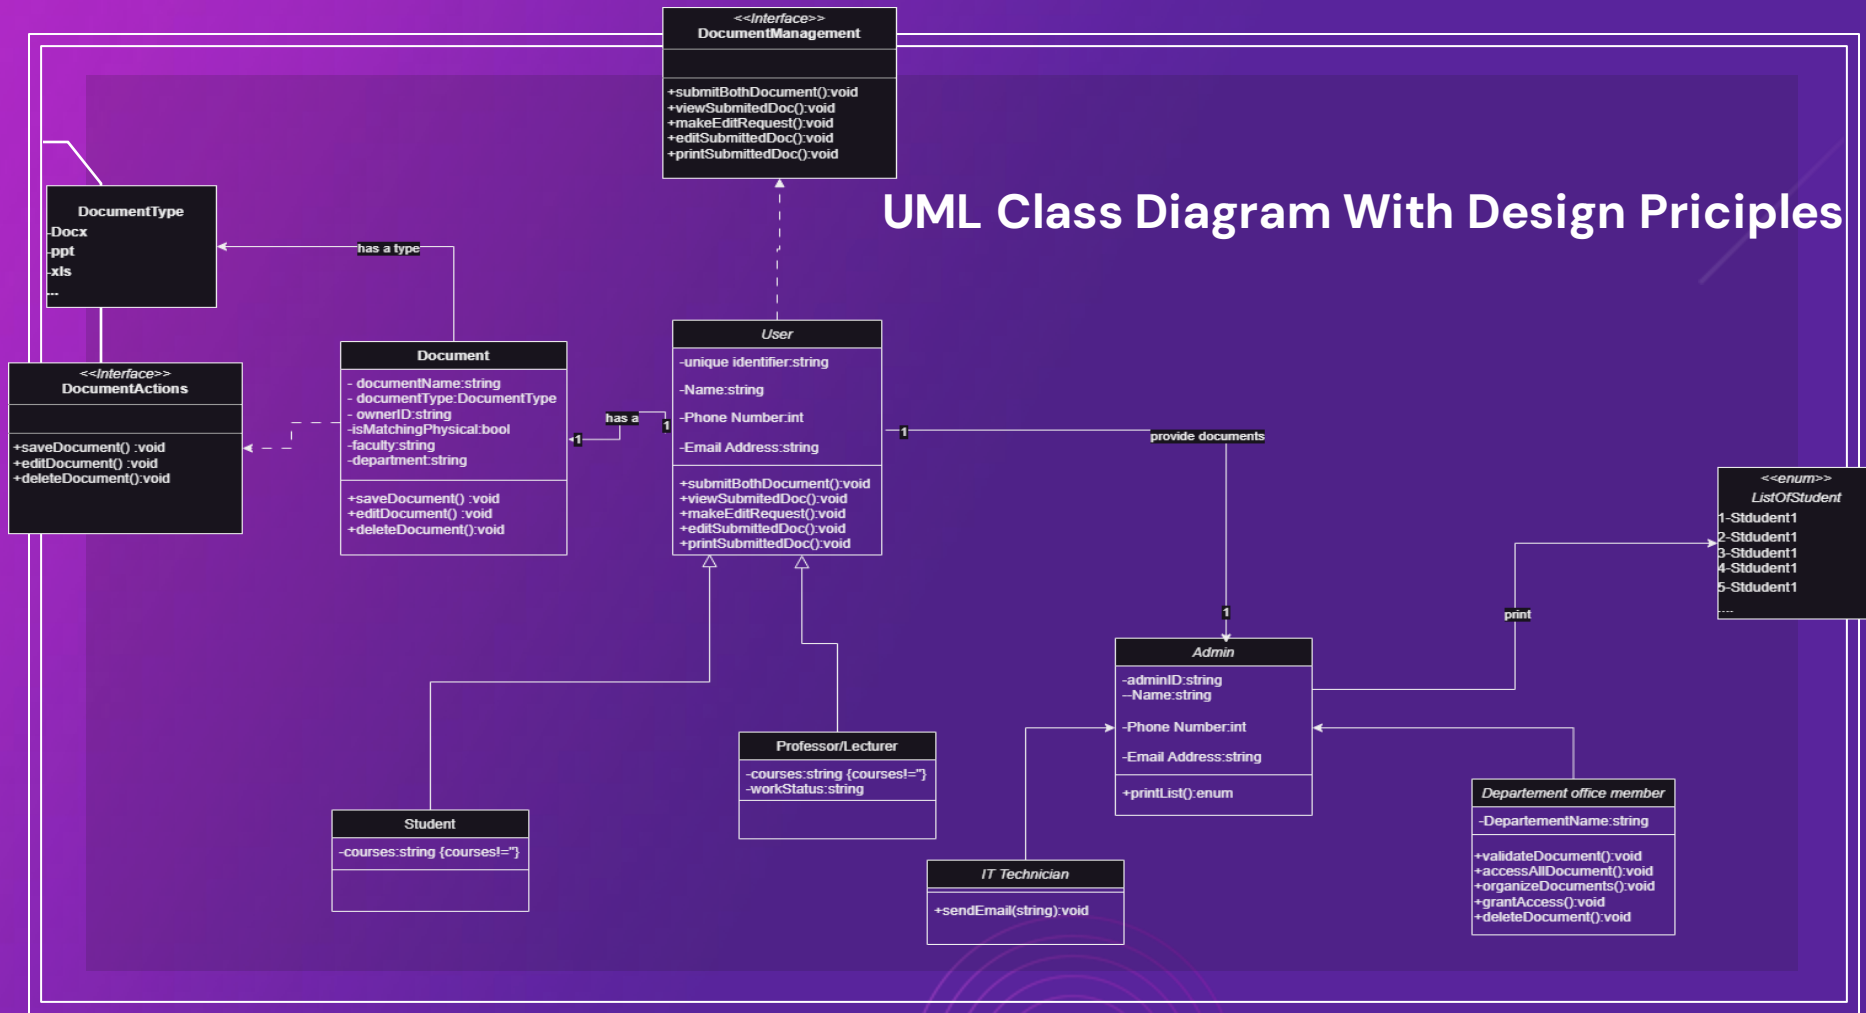 <<Interface>>
DocumentManagement
+submitBothDocument():void
+viewSubmitedDoc():void
+makeEditRequest():void
+editSubmittedDoc():void
+printSubmittedDoc():void
UML Class Diagram With Design Priciples
DocumentType
-Docx
-ppt
-xls
---
has a type
<<Interface>>
DocumentActions
+saveDocument() :void
+editDocument() :void
+deleteDocument():void
Document
- documentName:string
- documentType:DocumentType
- ownerID:string
-isMatchingPhysical:bool
-faculty:string
-department:string
+saveDocument() :void
+editDocument() :void
+deleteDocument():void
1
has a
1
User
-unique identifier:string
-Name:string
-Phone Number:int
-Email Address:string
+submitBothDocument():void
+viewSubmitedDoc():void
+makeEditRequest():void
+editSubmittedDoc():void
+printSubmittedDoc():void
1
provide documents
1
<<enum>>
ListOfStudent
1-Stdudent1
2-Stdudent1
3-Stdudent1
4-Stdudent1
5-Stdudent1
----
print
Admin
-adminID:string
--Name:string
-Phone Number:int
-Email Address:string
+printList():enum
Professor/Lecturer
-courses:string {courses!=''}
-workStatus:string
Student
-courses:string {courses!=''}
IT Technician
+sendEmail(string):void
Departement office member
-DepartementName:string
+validateDocument():void
+accessAllDocument():void
+organizeDocuments():void
+grantAccess():void
+deleteDocument():void